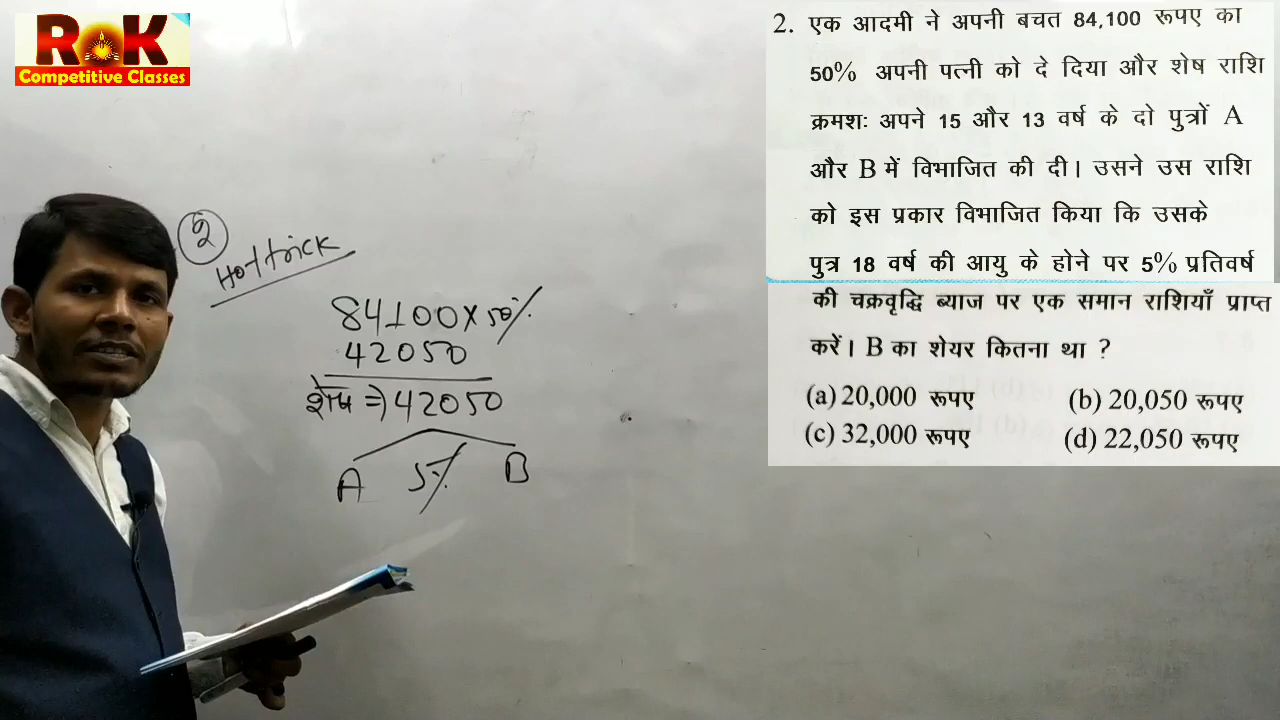 ROK
Competitive Classes
2. एक आदमी ने अपनी बचत 84,100 रूपए का
50% अपनी पत्नी को दे दिया और शेष राशि
क्रमशः अपने 15 और 13 वर्ष के दो पुत्रों A
और B में विभाजित की दी। उसने उस राशि
को इस प्रकार विभाजित किया कि उसके
पुत्र 18 वर्ष की आयु के होने पर 5% प्रतिवर्ष
की चक्रवृद्धि ब्याज पर एक समान राशियाँ प्राप्त
करें। B का शेयर कितना था ?
(a) 20,000 रूपए (b) 20,050 रूपए
(c) 32,000 रूपए (d) 22,050 रूपए
2
Hot trick
84100 x 50%
42050
शेष => 42050
A 5% B